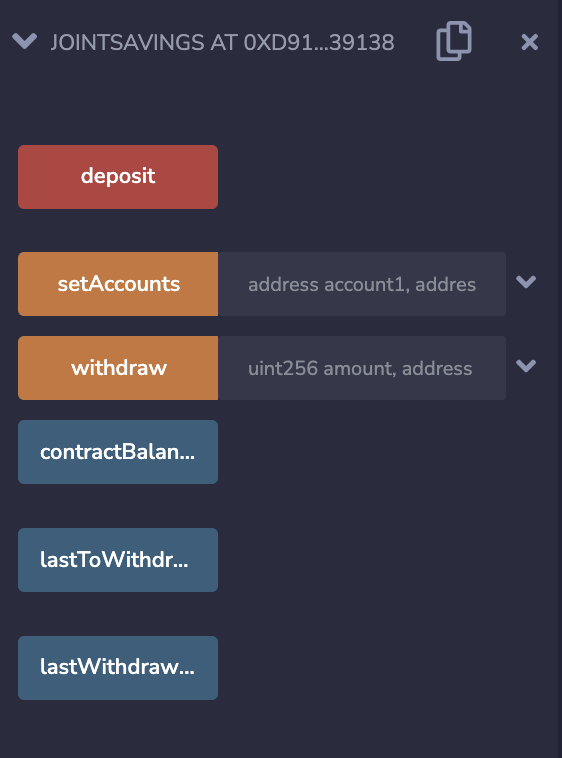 JOINTSAVINGS AT 0XD91...39138
deposit
setAccounts address account1, addres
withdraw uint256 amount, address
contractBalan...
lastToWithdr...
lastWithdraw...